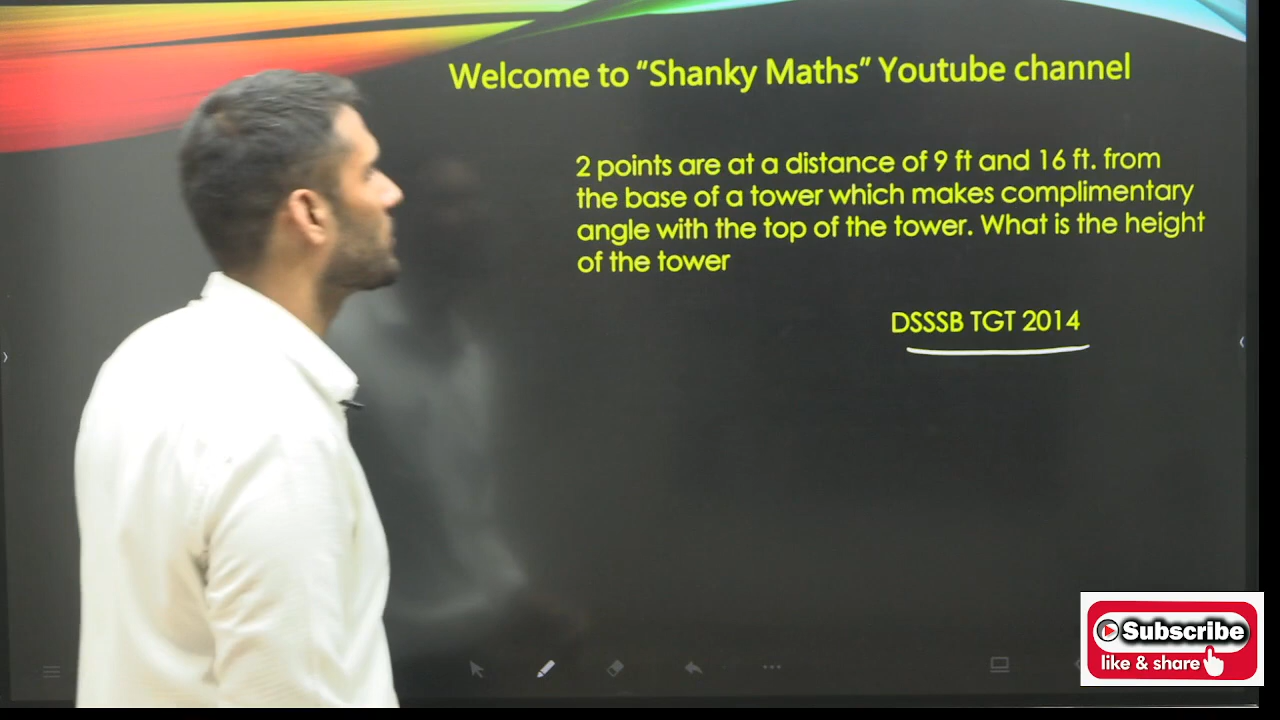 Welcome to “Shanky Maths” Youtube channel
2 points are at a distance of 9 ft and 16 ft. from
the base of a tower which makes complimentary
angle with the top of the tower. What is the height
of the tower
DSSSB TGT 2014
Subscribe
like & share